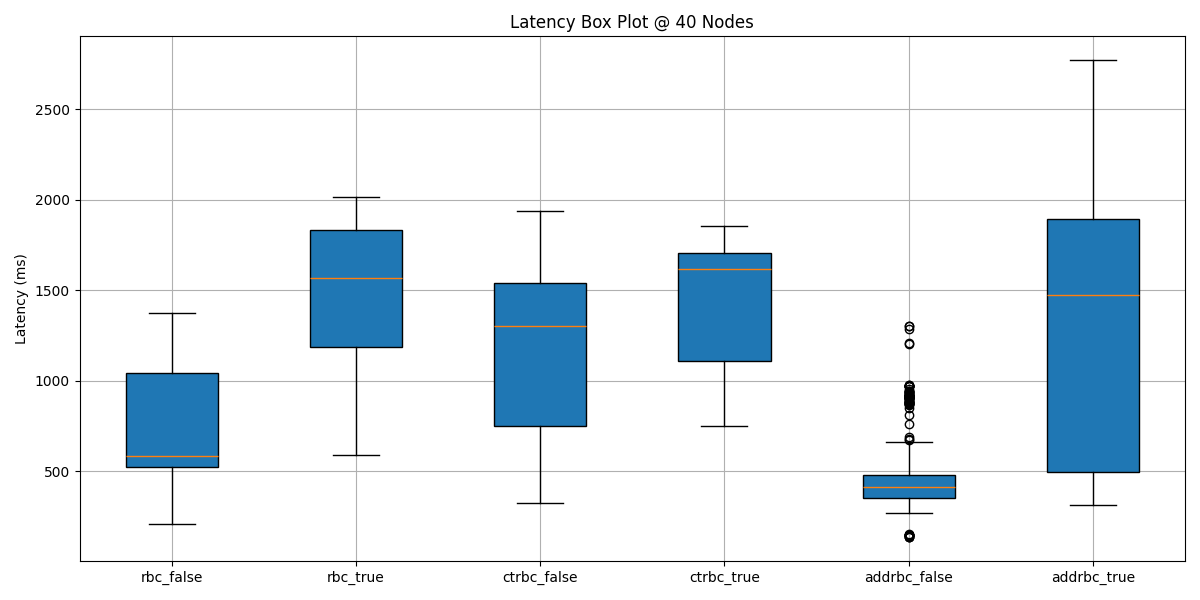 Latency Box Plot @ 40 Nodes
Latency (ms)
2500
2000
1500
1000
500
rbc_false
rbc_true
ctrbc_false
ctrbc_true
addrbc_false
addrbc_true